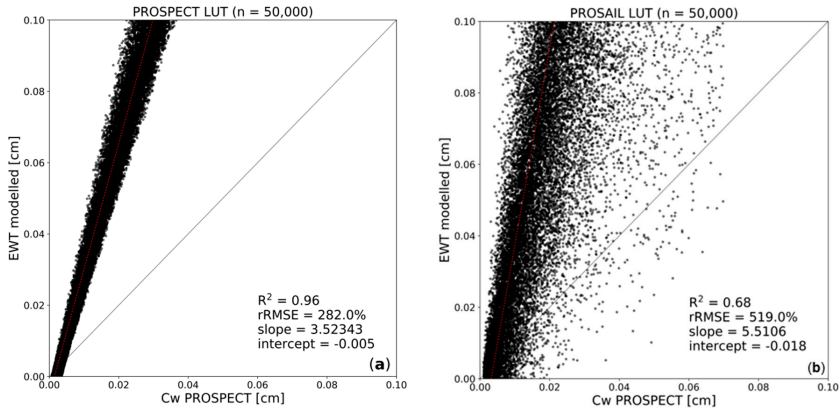 PROSPECT LUT (n = 50,000)
0.10
0.08
0.06
0.04
0.02
0.00
EWT modelled [cm]
R² = 0.96
rRMSE = 282.0%
slope = 3.52343
intercept = -0.005
(a)
0.00 0.02 0.04 0.06 0.08 0.10
Cw PROSPECT [cm]
PROSAIL LUT (n = 50,000)
0.10
0.08
0.06
0.04
0.02
0.00
EWT modelled [cm]
R² = 0.68
rRMSE = 519.0%
slope = 5.5106
intercept = -0.018
(b)
0.00 0.02 0.04 0.06 0.08 0.10
Cw PROSPECT [cm]